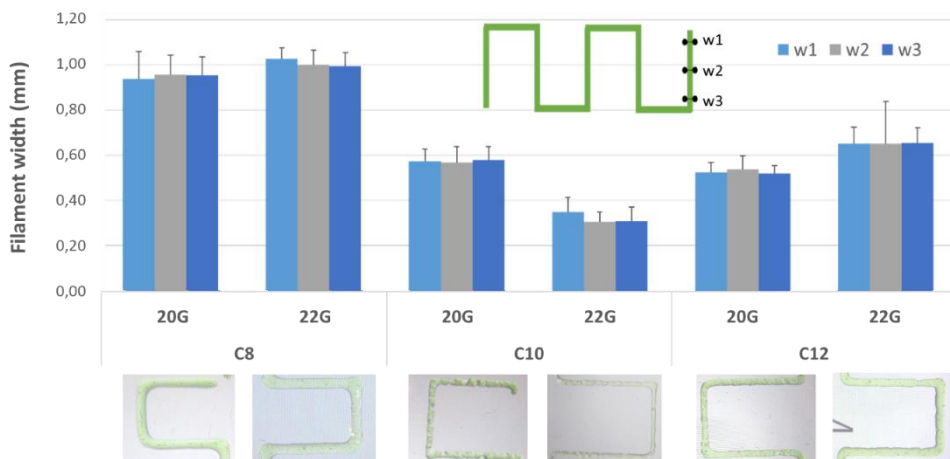 1,20
1,00
0,80
0,60
0,40
0,20
0,00
Filament width (mm)
w1
w2
w3
w1 w2 w3
20G 22G 20G 22G 20G 22G
C8 C10 C12